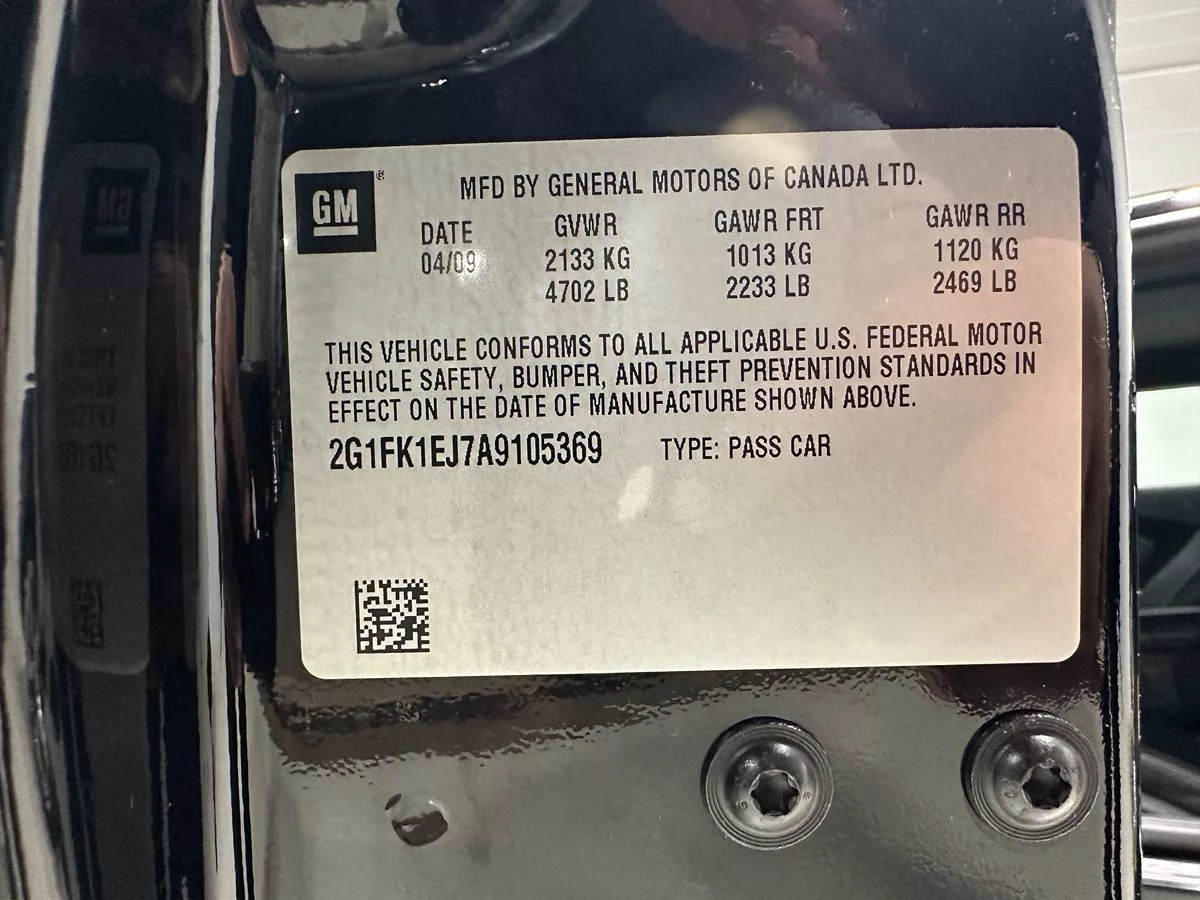 GM ®
MFD BY GENERAL MOTORS OF CANADA LTD.
DATE GVWR GAWR FRT GAWR RR
04/09 2133 KG 1013 KG 1120 KG
4702 LB 2233 LB 2469 LB
THIS VEHICLE CONFORMS TO ALL APPLICABLE U.S. FEDERAL MOTOR
VEHICLE SAFETY, BUMPER, AND THEFT PREVENTION STANDARDS IN
EFFECT ON THE DATE OF MANUFACTURE SHOWN ABOVE.
2G1FK1EJ7A9105369 TYPE: PASS CAR